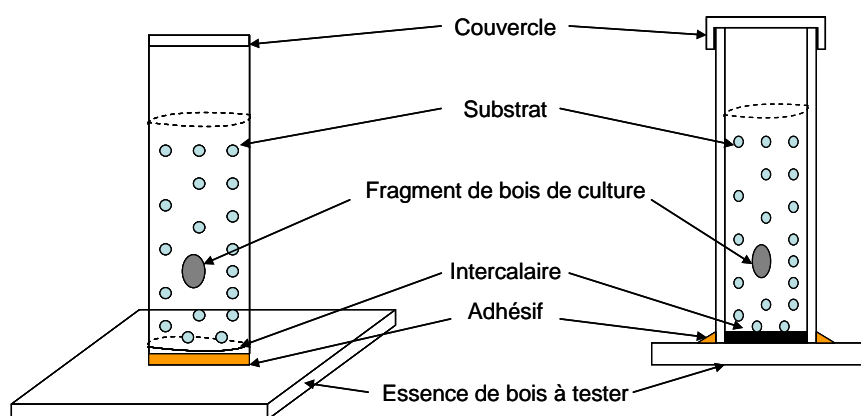 Couvercle
Substrat
Fragment de bois de culture
Intercalaire
Adhésif
Essence de bois à tester